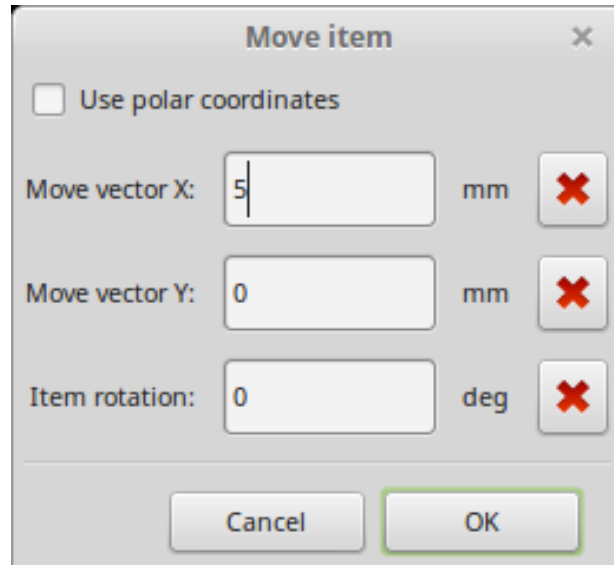 Move item
Use polar coordinates
Move vector X: 5 mm
Move vector Y: 0 mm
Item rotation: 0 deg
Cancel OK